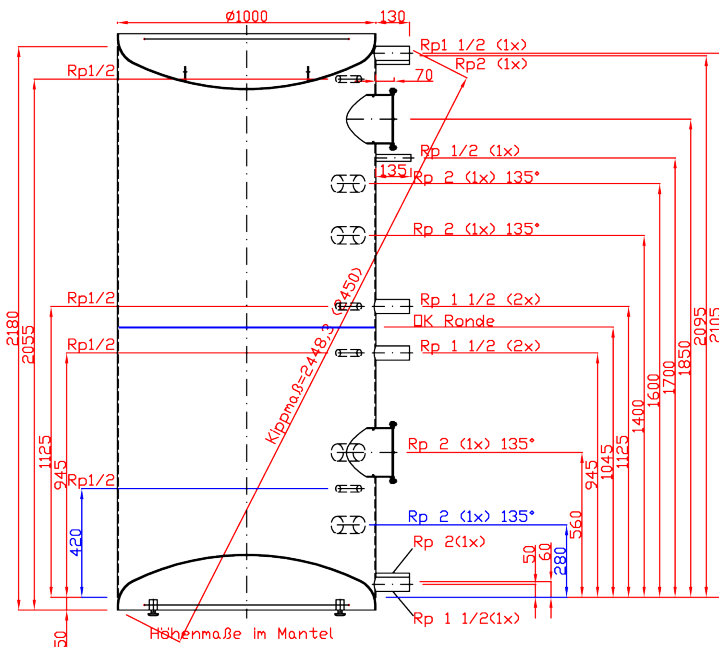 ø1000
130
Rp1 1/2 (1x)
Rp2 (1x)
Rp1/2
70
Rp 1/2 (1x)
135
Rp 2 (1x) 135°
Rp 2 (1x) 135°
Rp1/2
Rp 1 1/2 (2x)
OK Ronde
Rp1/2
Rp 1 1/2 (2x)
Kippmaß=2448,3 (2450)
2180
2055
1125
945
420
50
Rp 2 (1x) 135°
Rp1/2
Rp 2 (1x) 135°
Rp 2(1x)
Rp 1 1/2(1x)
50
60
280
560
945
1045
1125
1400
1600
1700
1850
2095
2105
Höhenmaße im Mantel